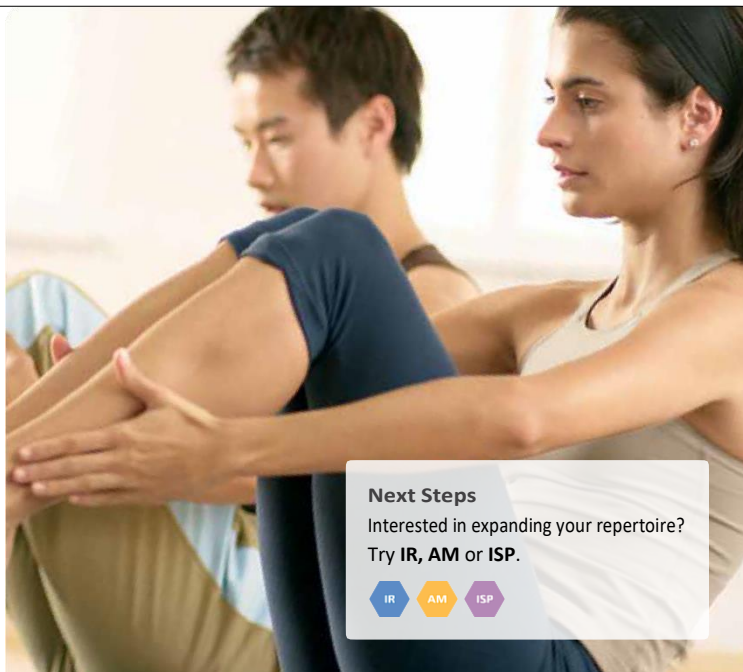 Next Steps
Interested in expanding your repertoire?
Try IR, AM or ISP.
IR AM ISP